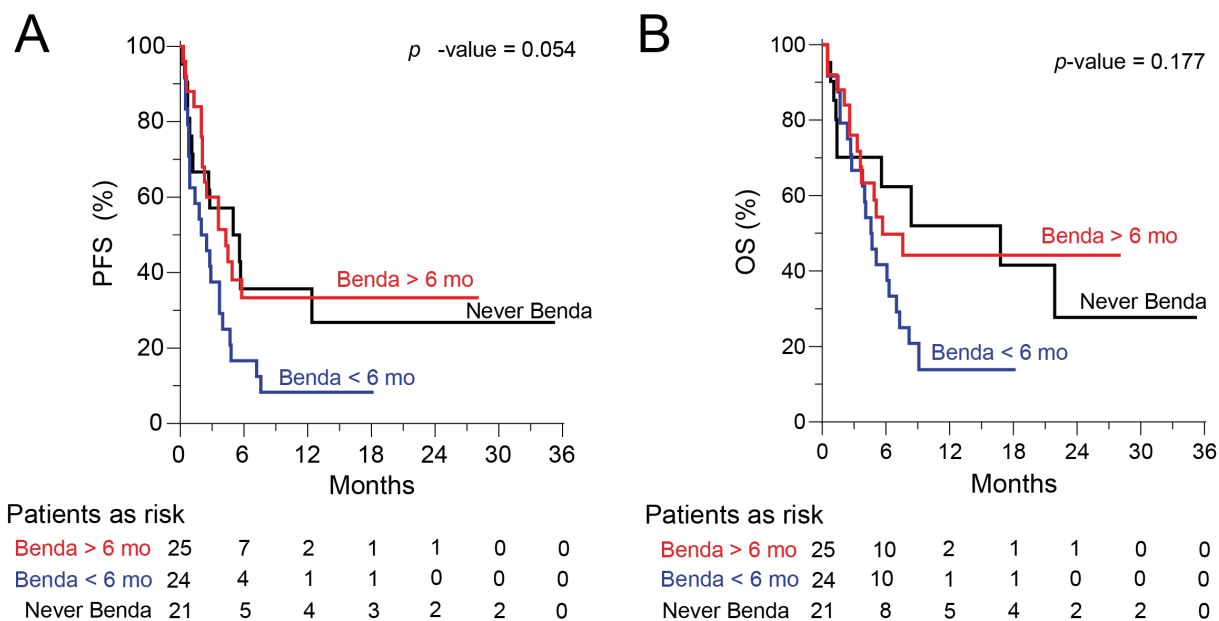 A
p -value = 0.054
PFS (%)
100
80
60
40
20
0
Benda > 6 mo
Never Benda
Benda < 6 mo
0 6 12 18 24 30 36
Months
Patients as risk
Benda > 6 mo 25 7 2 1 1 0 0
Benda < 6 mo 24 4 1 1 0 0 0
Never Benda 21 5 4 3 2 2 0
B
p-value = 0.177
OS (%)
100
80
60
40
20
0
Benda > 6 mo
Never Benda
Benda < 6 mo
0 6 12 18 24 30 36
Months
Patients as risk
Benda > 6 mo 25 10 2 1 1 0 0
Benda < 6 mo 24 10 1 1 0 0 0
Never Benda 21 8 5 4 2 2 0